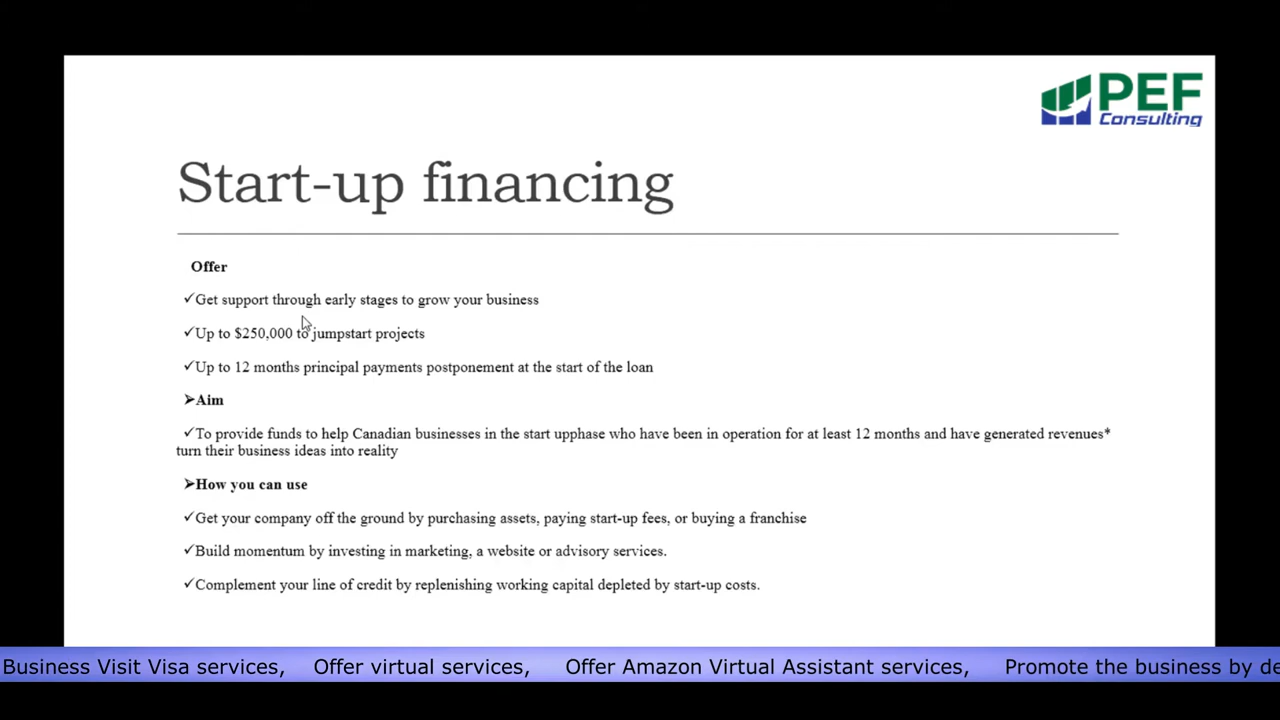 PEF
Consulting
Start-up financing
Offer
✓Get support through early stages to grow your business
✓Up to $250,000 to jumpstart projects
✓Up to 12 months principal payments postponement at the start of the loan
➢Aim
✓To provide funds to help Canadian businesses in the start upphase who have been in operation for at least 12 months and have generated revenues*
turn their business ideas into reality
➢How you can use
✓Get your company off the ground by purchasing assets, paying start-up fees, or buying a franchise
✓Build momentum by investing in marketing, a website or advisory services.
✓Complement your line of credit by replenishing working capital depleted by start-up costs.
Business Visit Visa services, Offer virtual services, Offer Amazon Virtual Assistant services, Promote the business by de